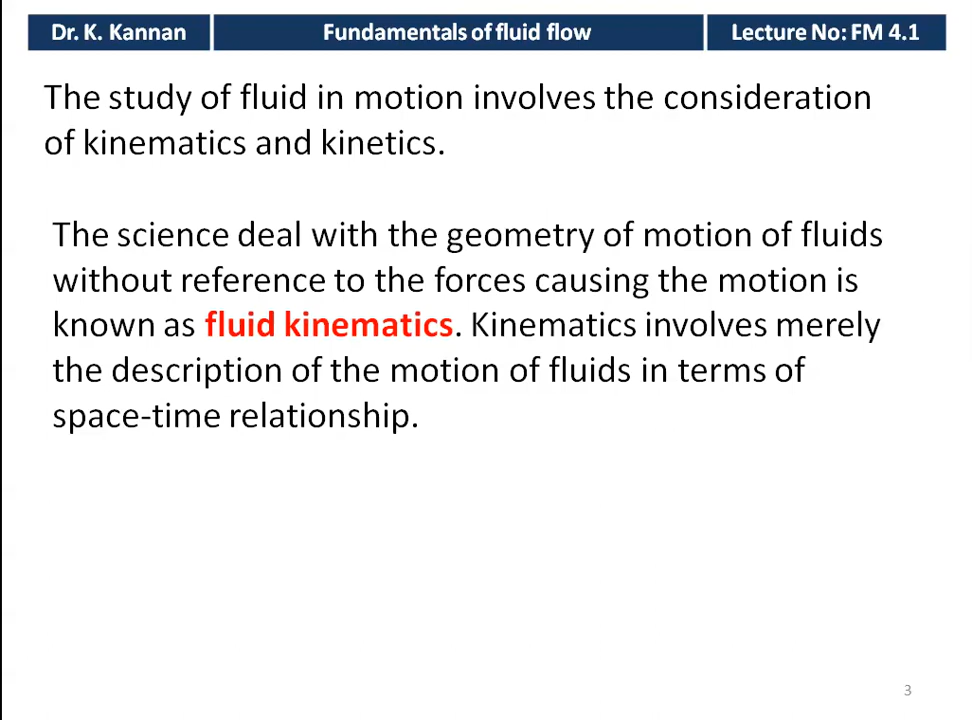 Dr. K. Kannan
Fundamentals of fluid flow
Lecture No: FM 4.1
The study of fluid in motion involves the consideration
of kinematics and kinetics.
The science deal with the geometry of motion of fluids
without reference to the forces causing the motion is
known as fluid kinematics. Kinematics involves merely
the description of the motion of fluids in terms of
space-time relationship.
3